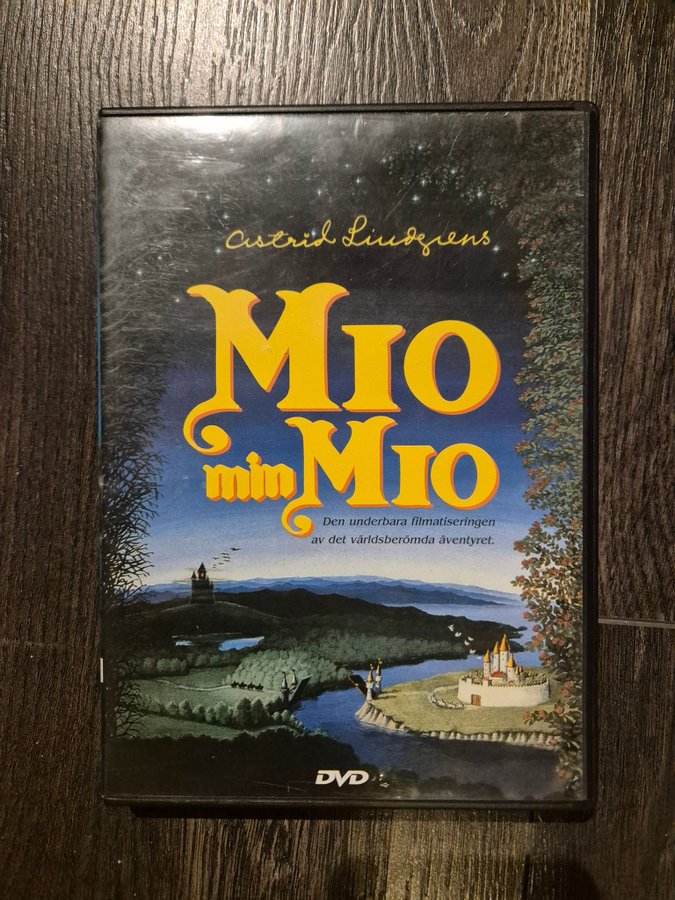 Astrid Lindgrens
MIO
min MIO
Den underbara filmatiseringen
av det världsberömda äventyret.
DVD